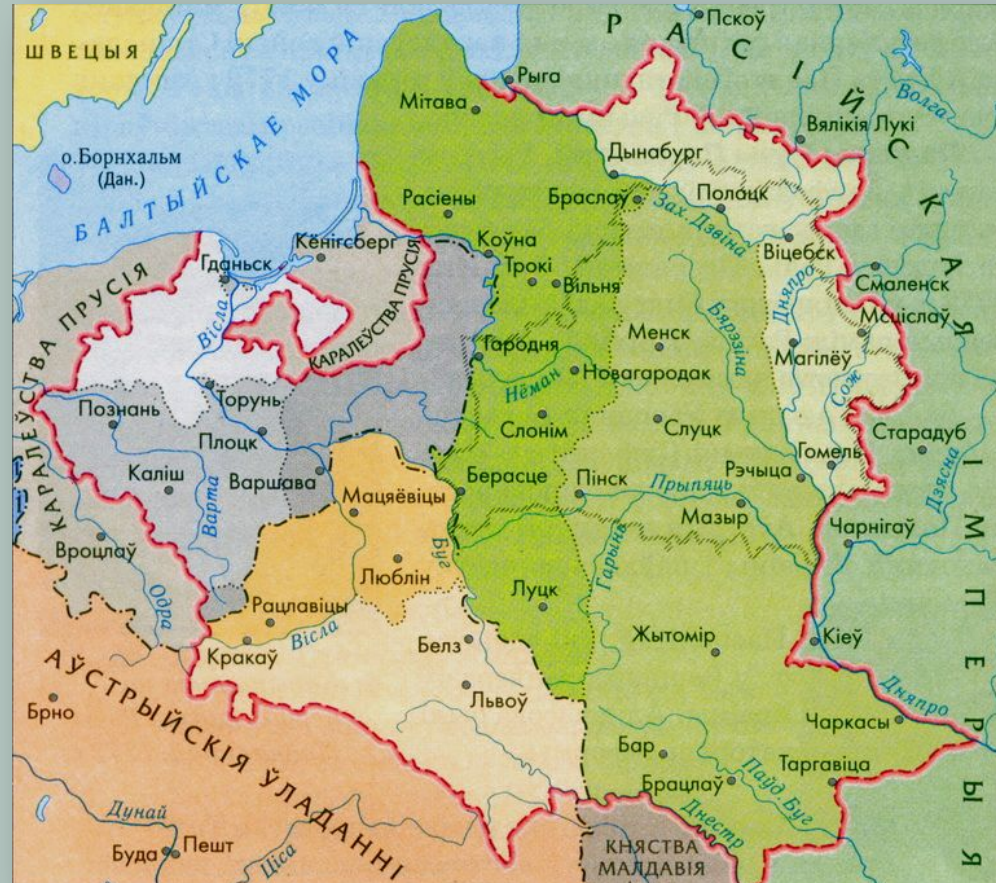 ШВЕЦЫЯ
РАСІЙСКАЯ ІМПЕРЫЯ
Пскоў
Рыга
Волга
БАЛТЫЙСКАЕ МОРА
Мітава
Вялікія Лукі
о.Борнхальм
(Дан.)
Дынабург
Полацк
Браслаў
Расіены
Зах. Дзвіна
Віцебск
Кёнігсберг
Коўна
Гданьск
Трокі
Вільня
Смаленск
КАРАЛЕЎСТВА ПРУСІЯ
КАРАЛЕЎСТВА ПРУСІЯ
Вісла
Дняпро
Мсціслаў
Бярэзіна
Менск
Магілёў
Гародня
Нёман
Новагародак
Сож
Познань
Торунь
Слонім
Слуцк
Старадуб
Плоцк
Гомель
Дзясна
Каліш
Варшава
Берасце
Пінск
Рэчыца
Прыпяць
Мацяёвіцы
Варта
Мазыр
Чарнігаў
Вроцлаў
Буг
Гарынь
Люблін
Одра
Луцк
Рацлавіцы
Вісла
Жытомір
Кіеў
Кракаў
Белз
АЎСТРЫЙСКІЯ ЎЛАДАННІ
Львоў
Дняпро
Брно
Чаркасы
Бар
Таргавіца
Брацлаў
Паўд. Буг
Дунай
Днестр
Буда
Пешт
Ціса
КНЯСТВА
МАЛДАВІЯ